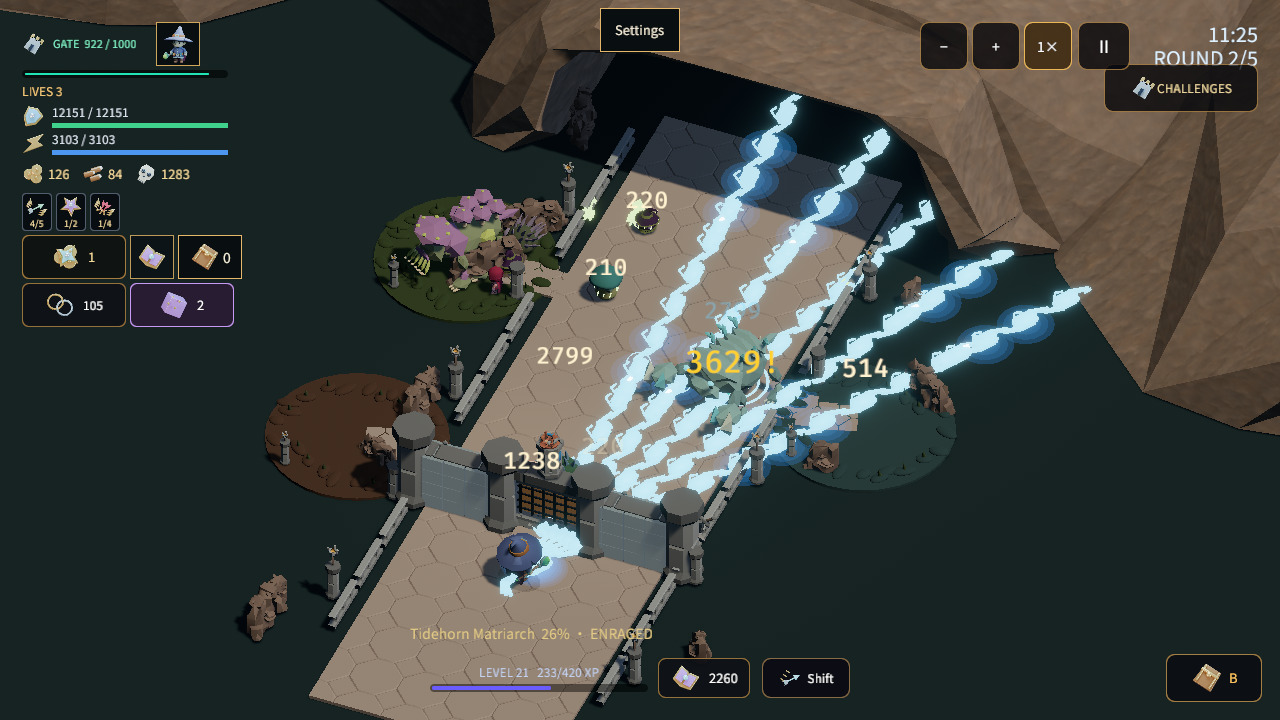 GATE 922 / 1000
LIVES 3
12151 / 12151
3103 / 3103
126 84 1283
4/5 1/2 1/4
1 0
105 2
Settings
− + 1× II
11:25
ROUND 2/5
CHALLENGES
220
210
2799
3629!
514
1238
Tidehorn Matriarch 26% · ENRAGED
LEVEL 21 233/420 XP
2260 Shift
B